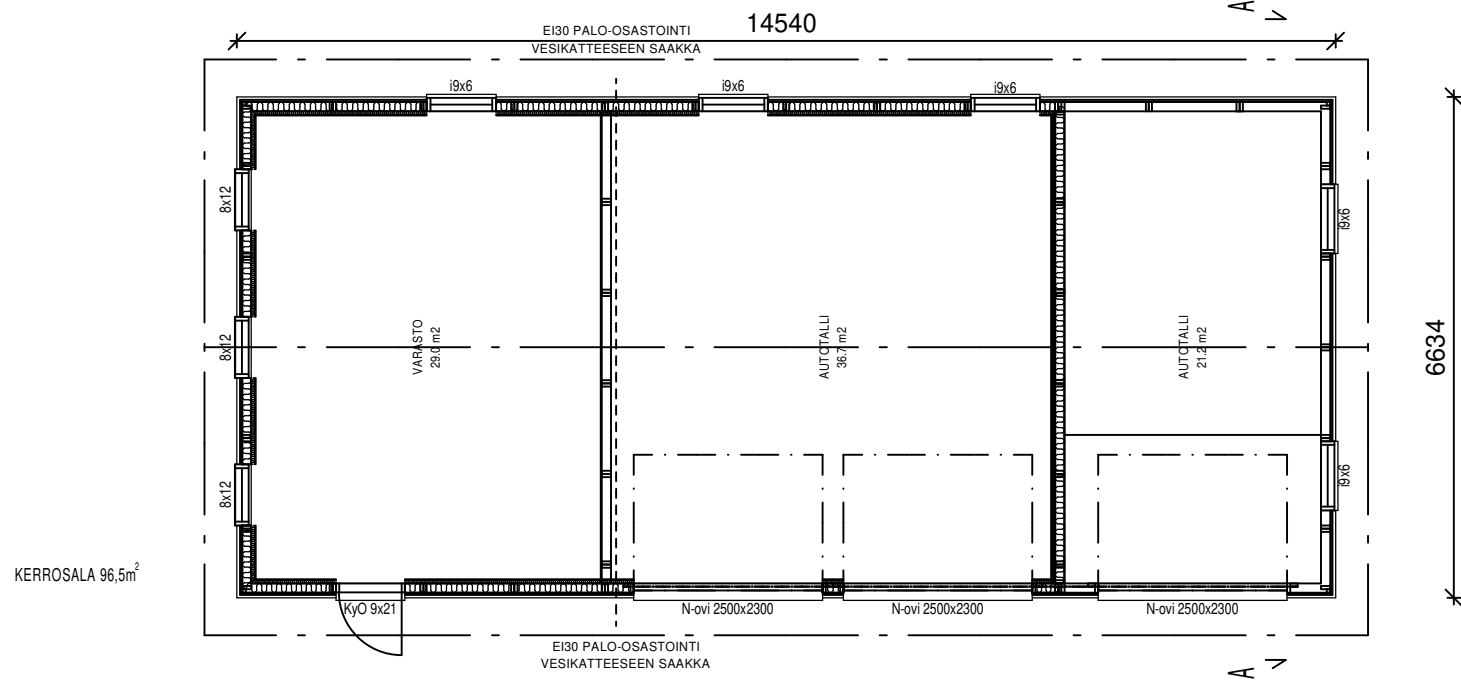 A
EI30 PALO-OSASTOINTI
VESIKATTEESEEN SAAKKA
14540
i9x6
i9x6
i9x6
8x12
i9x6
VARASTO
29.0 m2
AUTOTALLI
36.7 m2
AUTOTALLI
21.2 m2
6634
8x12
8x12
i9x6
KERROSALA 96,5m²
KyO 9x21
N-ovi 2500x2300
N-ovi 2500x2300
N-ovi 2500x2300
EI30 PALO-OSASTOINTI
VESIKATTEESEEN SAAKKA
A